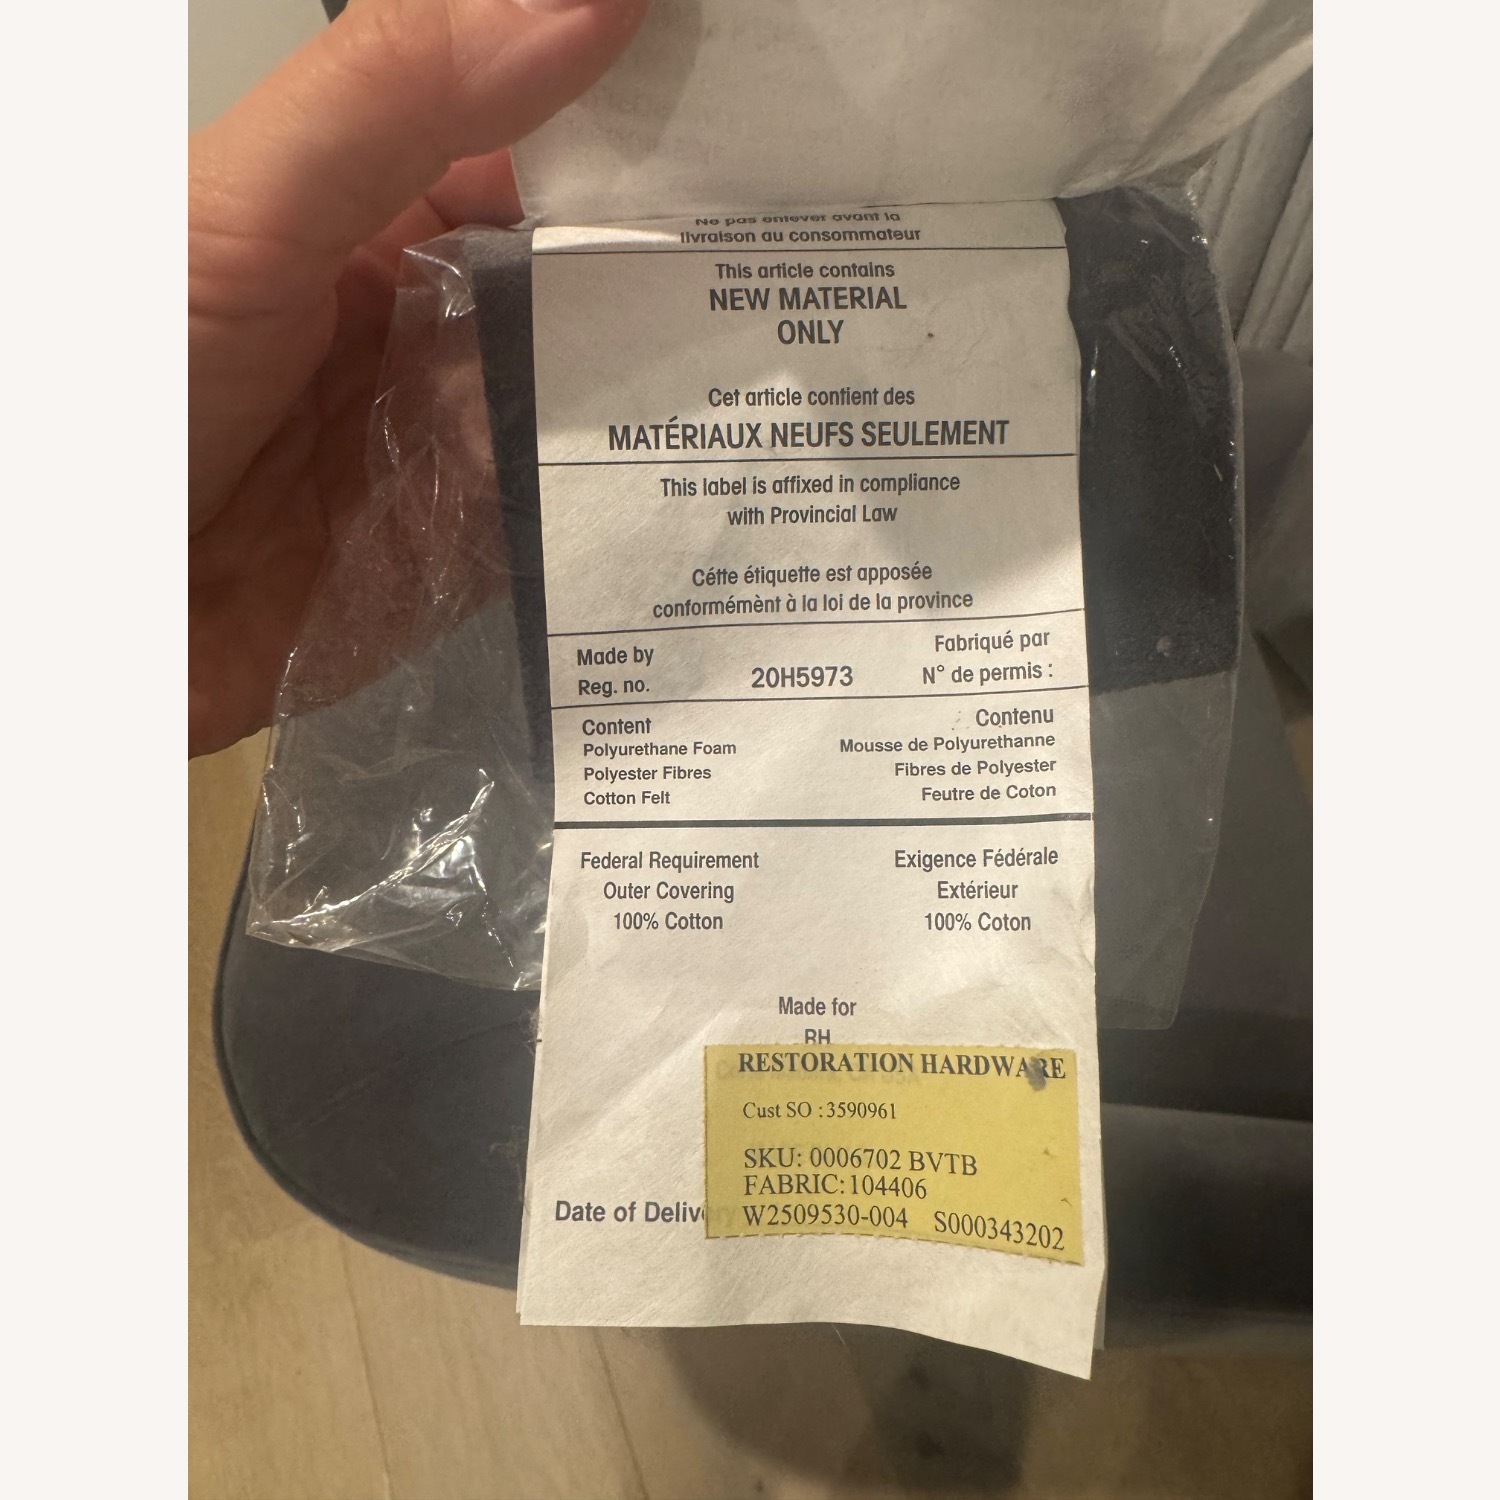 Ne pas enlever avant la
livraison au consommateur
This article contains
NEW MATERIAL
ONLY
Cet article contient des
MATÉRIAUX NEUFS SEULEMENT
This label is affixed in compliance
with Provincial Law
Cétte étiquette est apposée
conformémènt à la loi de la province
Made by
Reg. no.
20H5973
Fabriqué par
N° de permis :
Content
Polyurethane Foam
Polyester Fibres
Cotton Felt
Contenu
Mousse de Polyurethanne
Fibres de Polyester
Feutre de Coton
Federal Requirement
Outer Covering
100% Cotton
Exigence Fédérale
Extérieur
100% Coton
Made for
RH
RESTORATION HARDWARE
Cust SO :3590961
SKU: 0006702 BVTB
FABRIC:104406
W2509530-004 S000343202
Date of Delivery